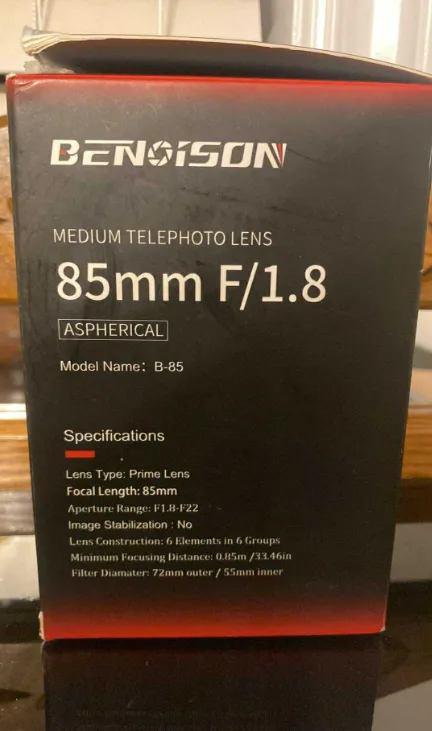 BENOISON
MEDIUM TELEPHOTO LENS
85mm F/1.8
ASPHERICAL
Model Name: B-85
Specifications
Lens Type: Prime Lens
Focal Length: 85mm
Aperture Range: F1.8-F22
Image Stabilization : No
Lens Construction: 6 Elements in 6 Groups
Minimum Focusing Distance: 0.85m /33.46in
Filter Diamater: 72mm outer / 55mm inner